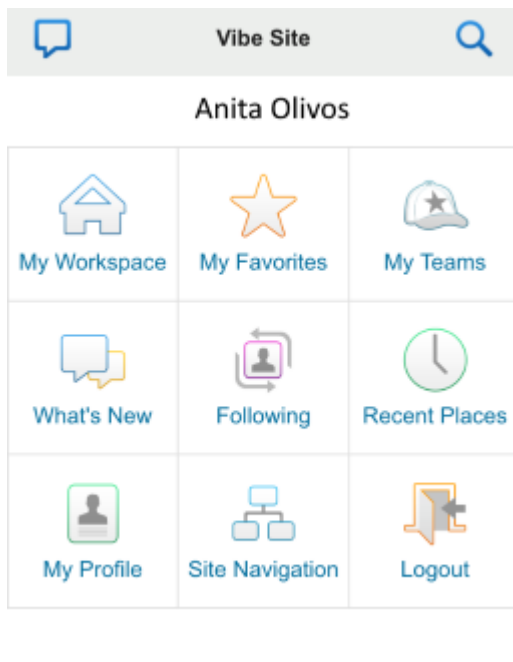 Vibe Site
Anita Olivos
My Workspace
My Favorites
My Teams
What's New
Following
Recent Places
My Profile
Site Navigation
Logout